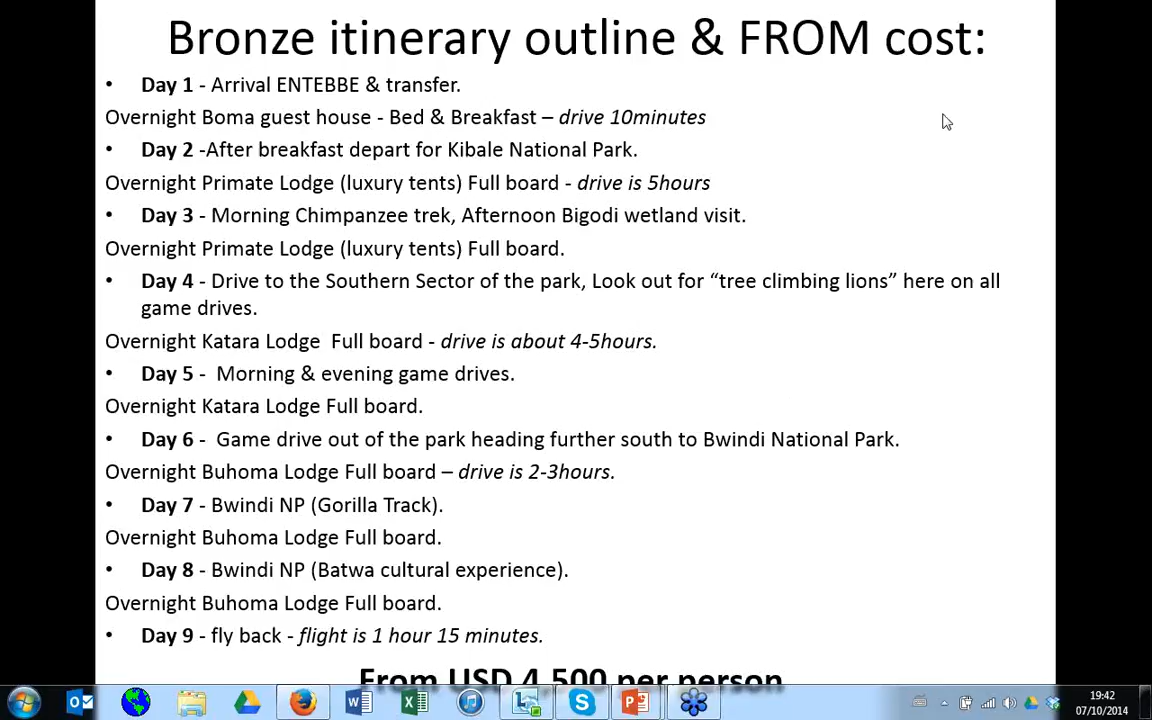 Bronze itinerary outline & FROM cost:
• Day 1 - Arrival ENTEBBE & transfer.
Overnight Boma guest house - Bed & Breakfast – drive 10minutes
• Day 2 -After breakfast depart for Kibale National Park.
Overnight Primate Lodge (luxury tents) Full board - drive is 5hours
• Day 3 - Morning Chimpanzee trek, Afternoon Bigodi wetland visit.
Overnight Primate Lodge (luxury tents) Full board.
• Day 4 - Drive to the Southern Sector of the park, Look out for “tree climbing lions” here on all
game drives.
Overnight Katara Lodge  Full board - drive is about 4-5hours.
• Day 5 -  Morning & evening game drives.
Overnight Katara Lodge Full board.
• Day 6 -  Game drive out of the park heading further south to Bwindi National Park.
Overnight Buhoma Lodge Full board – drive is 2-3hours.
• Day 7 - Bwindi NP (Gorilla Track).
Overnight Buhoma Lodge Full board.
• Day 8 - Bwindi NP (Batwa cultural experience).
Overnight Buhoma Lodge Full board.
• Day 9 - fly back - flight is 1 hour 15 minutes.
From USD 4,500 per person
19:42
07/10/2014